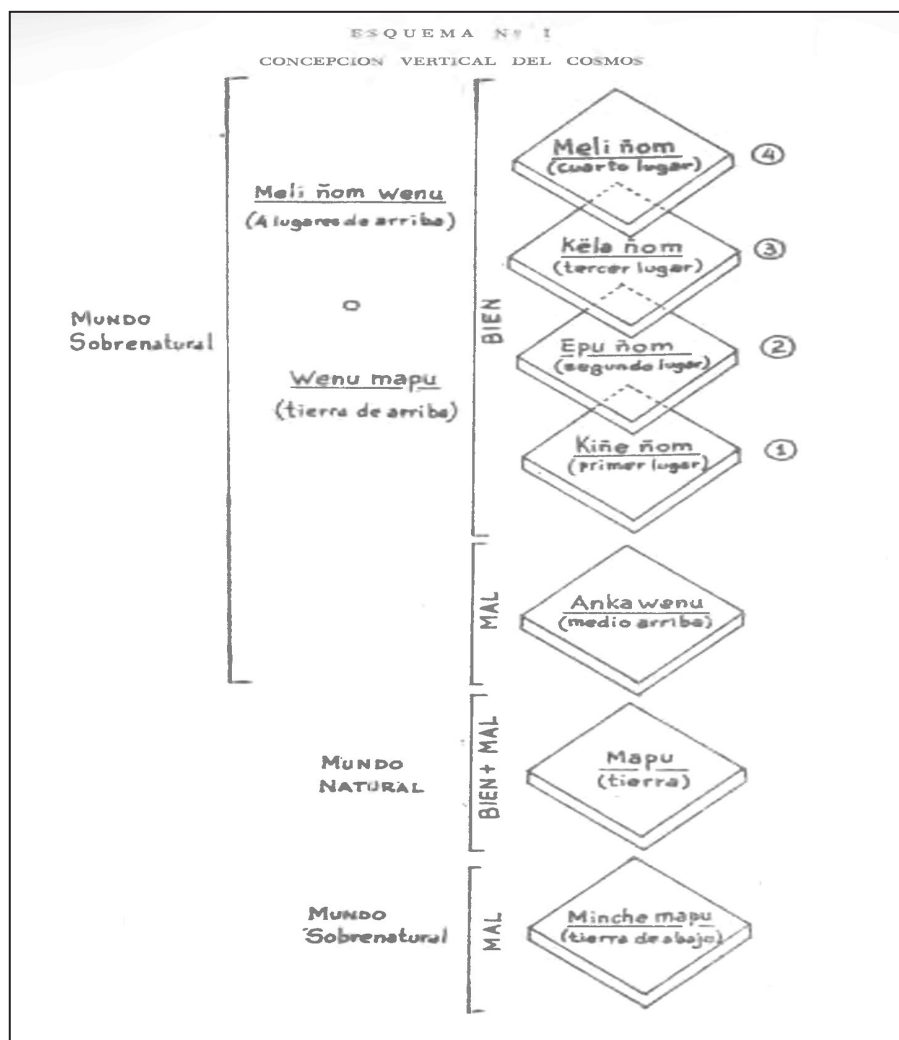 ESQUEMA Nº I
CONCEPCION VERTICAL DEL COSMOS
MUNDO
Sobrenatural
Meli ñom wenu
(4 lugares de arriba)
o
Wenu mapu
(tierra de arriba)
BIEN
Meli ñom
(cuarto lugar)
4
Këla ñom
(tercer lugar)
3
Epu ñom
(segundo lugar)
2
Kiñe ñom
(primer lugar)
1
MAL
Anka wenu
(medio arriba)
MUNDO
NATURAL
BIEN + MAL
Mapu
(tierra)
MUNDO
Sobrenatural
MAL
Minche mapu
(tierra de abajo)